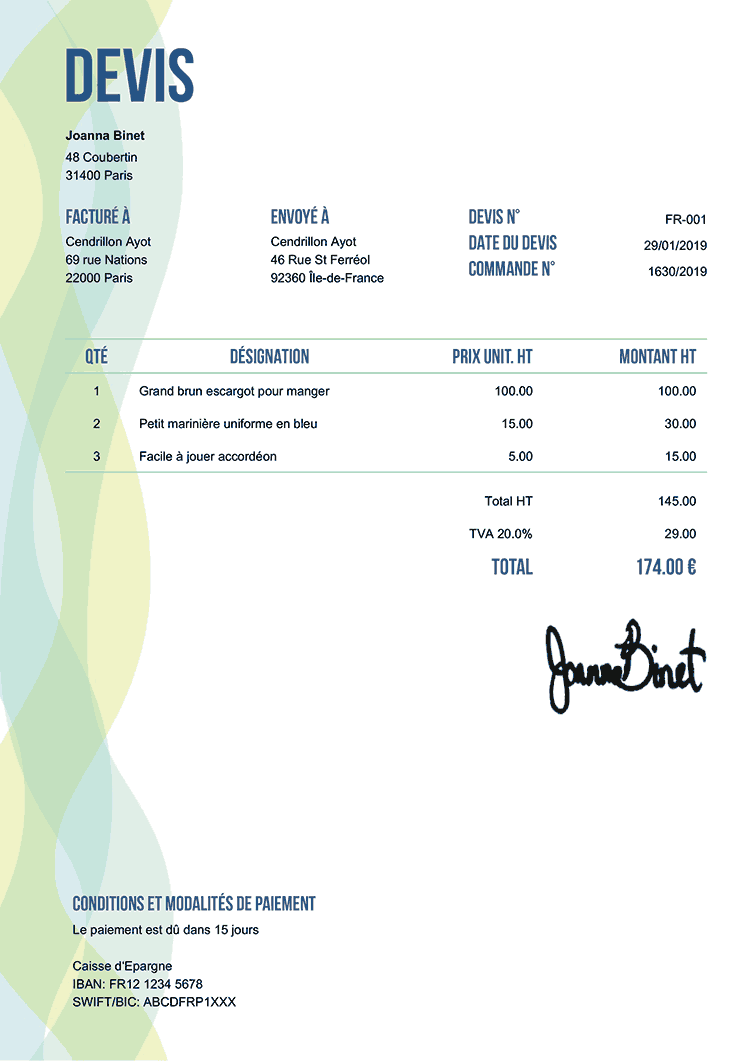 DEVIS
Joanna Binet
48 Coubertin
31400 Paris
FACTURÉ À
Cendrillon Ayot
69 rue Nations
22000 Paris
ENVOYÉ À
Cendrillon Ayot
46 Rue St Ferréol
92360 Île-de-France
DEVIS N° FR-001
DATE DU DEVIS 29/01/2019
COMMANDE N° 1630/2019
QTÉ DÉSIGNATION PRIX UNIT. HT MONTANT HT
1 Grand brun escargot pour manger 100.00 100.00
2 Petit marinière uniforme en bleu 15.00 30.00
3 Facile à jouer accordéon 5.00 15.00
Total HT 145.00
TVA 20.0% 29.00
TOTAL 174.00 €
Joanna Binet
CONDITIONS ET MODALITÉS DE PAIEMENT
Le paiement est dû dans 15 jours
Caisse d'Epargne
IBAN: FR12 1234 5678
SWIFT/BIC: ABCDFRP1XXX